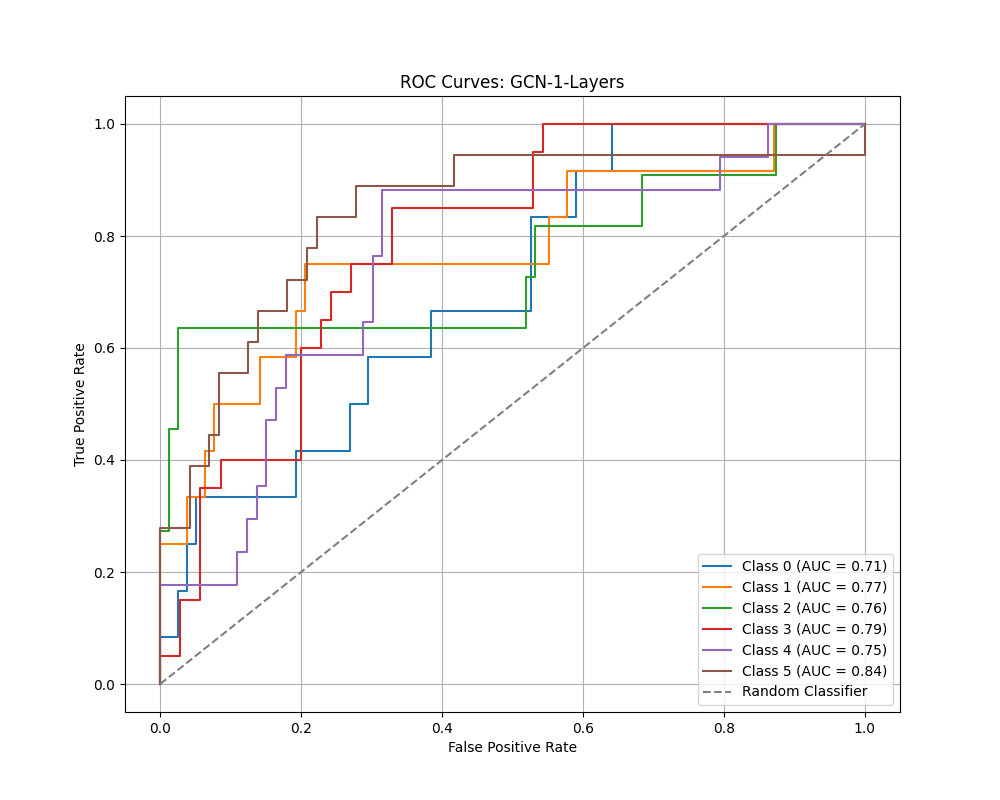 ROC Curves: GCN-1-Layers
True Positive Rate
1.0
0.8
0.6
0.4
0.2
0.0
0.0 0.2 0.4 0.6 0.8 1.0
False Positive Rate
Class 0 (AUC = 0.71)
Class 1 (AUC = 0.77)
Class 2 (AUC = 0.76)
Class 3 (AUC = 0.79)
Class 4 (AUC = 0.75)
Class 5 (AUC = 0.84)
Random Classifier